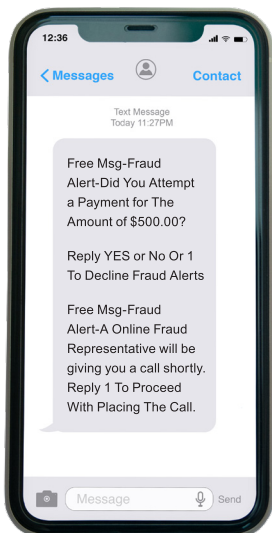 12:36
Messages
Contact
Text Message
Today 11:27PM
Free Msg-Fraud
Alert-Did You Attempt
a Payment for The
Amount of $500.00?
Reply YES or No Or 1
To Decline Fraud Alerts
Free Msg-Fraud
Alert-A Online Fraud
Representative will be
giving you a call shortly.
Reply 1 To Proceed
With Placing The Call.
Message
Send